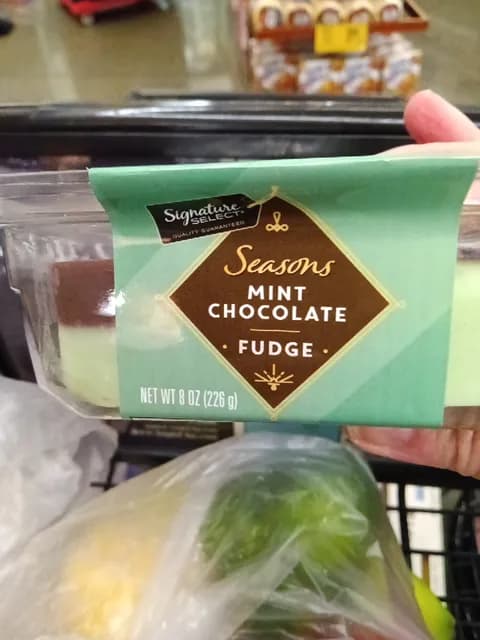 Signature
SELECT
QUALITY GUARANTEED
Seasons
MINT
CHOCOLATE
FUDGE
NET WT 8 OZ (226 g)